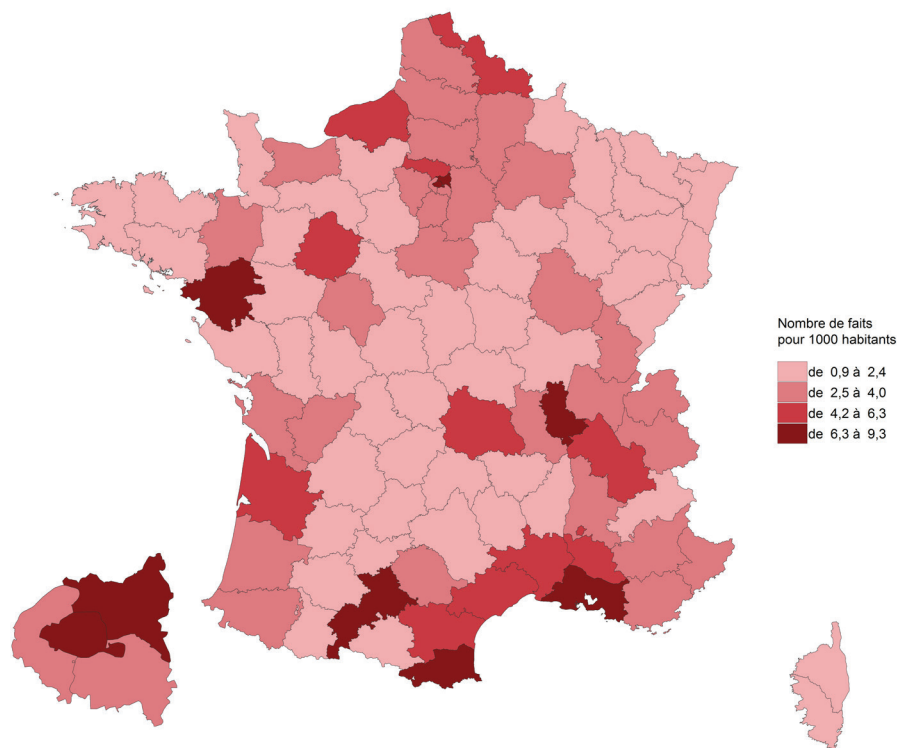 Nombre de faits
pour 1000 habitants
de 0,9 à 2,4
de 2,5 à 4,0
de 4,2 à 6,3
de 6,3 à 9,3